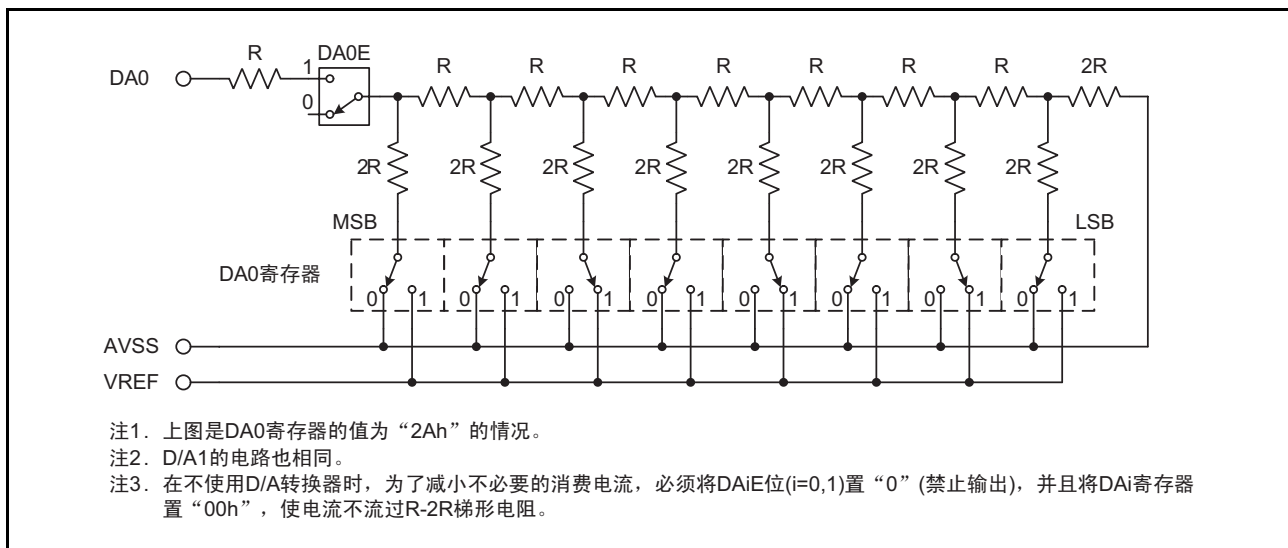 R DA0E R R R R R R R 2R
DA0 1
0
2R 2R 2R 2R 2R 2R 2R 2R
MSB LSB
DA0寄存器
0 1 0 1 0 1 0 1 0 1 0 1 0 1 0 1
AVSS
VREF
注1. 上图是DA0寄存器的值为“2Ah”的情况。
注2. D/A1的电路也相同。
注3. 在不使用D/A转换器时，为了减小不必要的消费电流，必须将DAiE位(i=0,1)置“0”(禁止输出)，并且将DAi寄存器
置“00h”，使电流不流过R-2R梯形电阻。